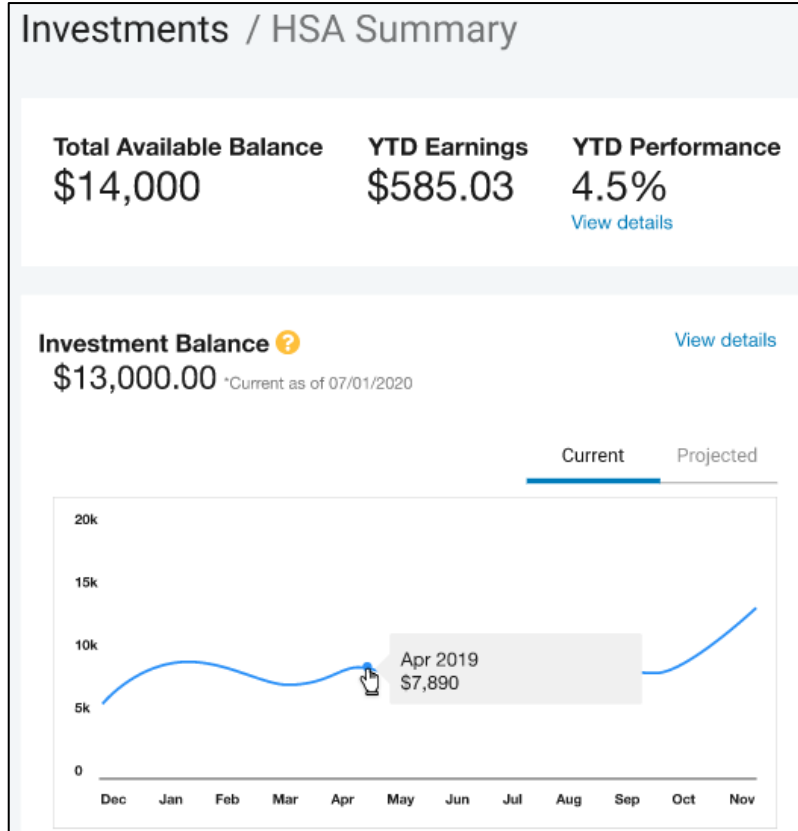 Investments / HSA Summary
Total Available Balance YTD Earnings YTD Performance
$14,000 $585.03 4.5%
View details
Investment Balance ? View details
$13,000.00 *Current as of 07/01/2020
Current Projected
20k
15k
10k
Apr 2019
$7,890
5k
0
Dec Jan Feb Mar Apr May Jun Jul Aug Sep Oct Nov